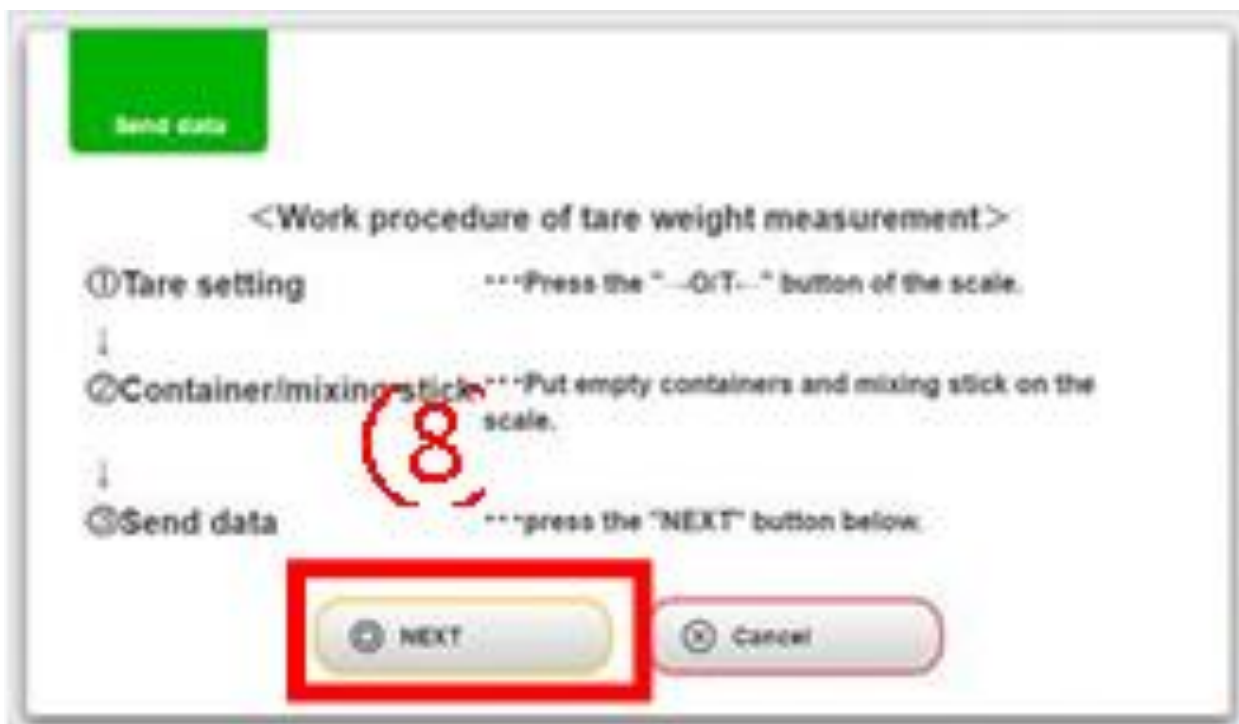 Send data
＜Work procedure of tare weight measurement＞
①Tare setting ･･･Press the "→O/T←" button of the scale.
↓
②Container/mixing stick ･･･Put empty containers and mixing stick on the
scale.
(8)
↓
③Send data ･･･press the "NEXT" button below.
NEXT
Cancel